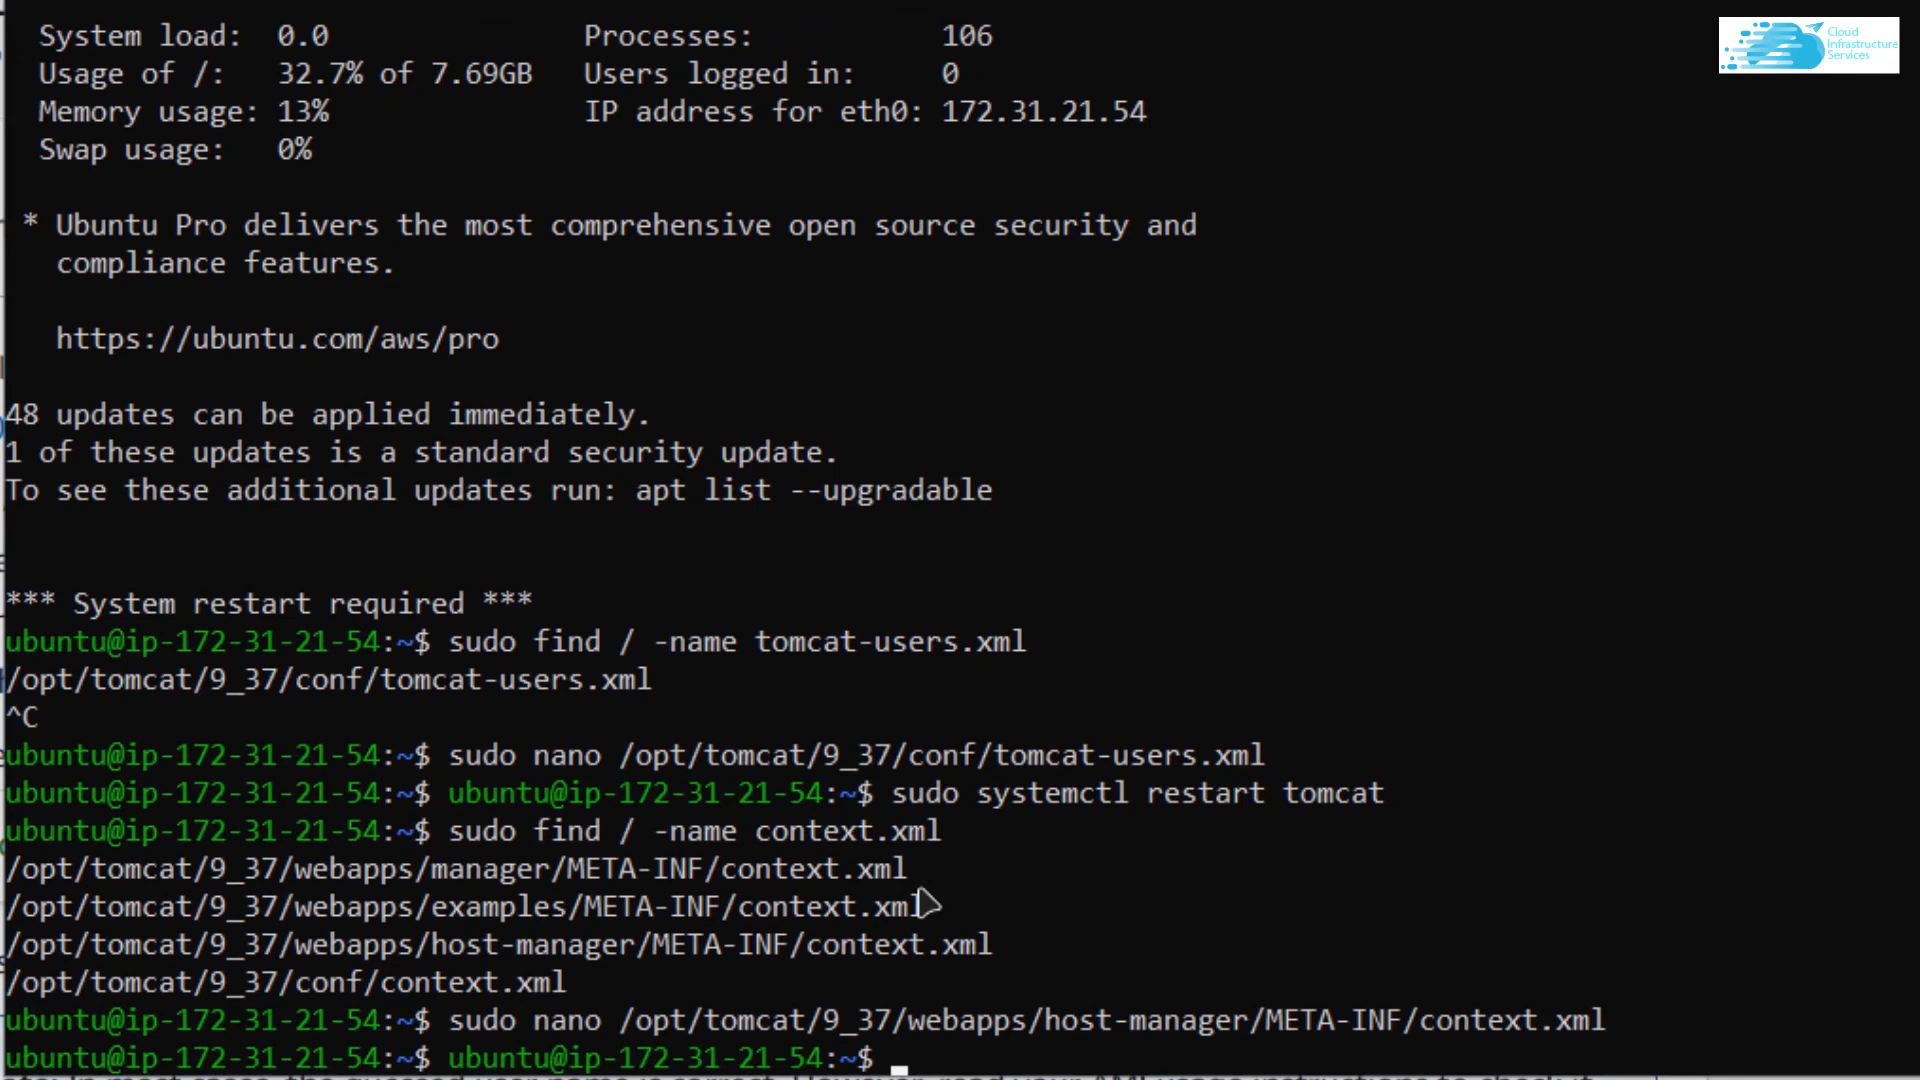 System load: 0.0 Processes: 106
Usage of /: 32.7% of 7.69GB Users logged in: 0
Memory usage: 13% IP address for eth0: 172.31.21.54
Swap usage: 0%
Cloud
Infrastructure
Services
* Ubuntu Pro delivers the most comprehensive open source security and
compliance features.
https://ubuntu.com/aws/pro
48 updates can be applied immediately.
1 of these updates is a standard security update.
To see these additional updates run: apt list --upgradable
*** System restart required ***
ubuntu@ip-172-31-21-54:~$ sudo find / -name tomcat-users.xml
/opt/tomcat/9_37/conf/tomcat-users.xml
^C
ubuntu@ip-172-31-21-54:~$ sudo nano /opt/tomcat/9_37/conf/tomcat-users.xml
ubuntu@ip-172-31-21-54:~$ ubuntu@ip-172-31-21-54:~$ sudo systemctl restart tomcat
ubuntu@ip-172-31-21-54:~$ sudo find / -name context.xml
/opt/tomcat/9_37/webapps/manager/META-INF/context.xml
/opt/tomcat/9_37/webapps/examples/META-INF/context.xml
/opt/tomcat/9_37/webapps/host-manager/META-INF/context.xml
/opt/tomcat/9_37/conf/context.xml
ubuntu@ip-172-31-21-54:~$ sudo nano /opt/tomcat/9_37/webapps/host-manager/META-INF/context.xml
ubuntu@ip-172-31-21-54:~$ ubuntu@ip-172-31-21-54:~$